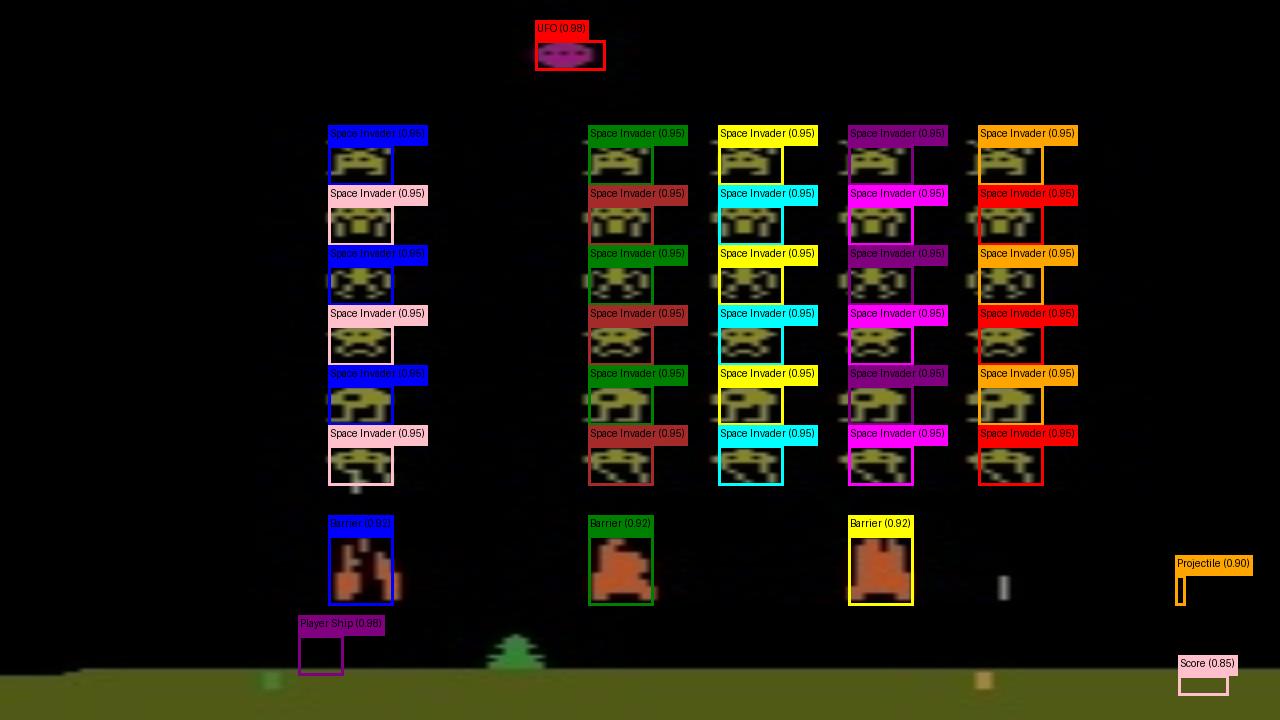 UFO (0.98)
Space Invader (0.95) Space Invader (0.95) Space Invader (0.95) Space Invader (0.95) Space Invader (0.95)
Space Invader (0.95) Space Invader (0.95) Space Invader (0.95) Space Invader (0.95) Space Invader (0.95)
Space Invader (0.95) Space Invader (0.95) Space Invader (0.95) Space Invader (0.95) Space Invader (0.95)
Space Invader (0.95) Space Invader (0.95) Space Invader (0.95) Space Invader (0.95) Space Invader (0.95)
Space Invader (0.95) Space Invader (0.95) Space Invader (0.95) Space Invader (0.95) Space Invader (0.95)
Space Invader (0.95) Space Invader (0.95) Space Invader (0.95) Space Invader (0.95) Space Invader (0.95)
Barrier (0.92) Barrier (0.92) Barrier (0.92)
Projectile (0.90)
Player Ship (0.98)
Score (0.85)